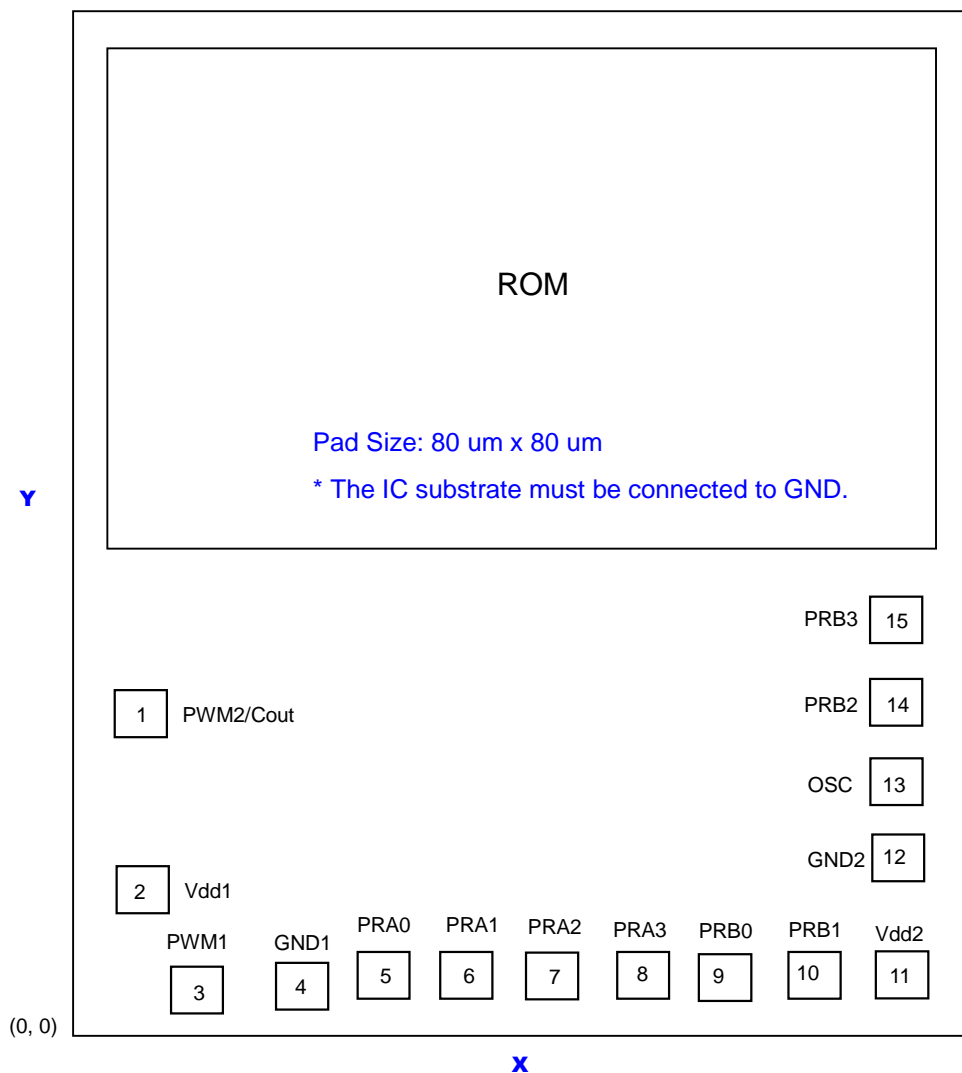 ROM
Pad Size: 80 um x 80 um
Y
* The IC substrate must be connected to GND.
PRB3
15
1
PWM2/Cout
PRB2
14
OSC
13
GND2
12
2
Vdd1
PWM1
GND1
PRA0
PRA1
PRA2
PRA3
PRB0
PRB1
Vdd2
3
4
5
6
7
8
9
10
11
(0, 0)
X